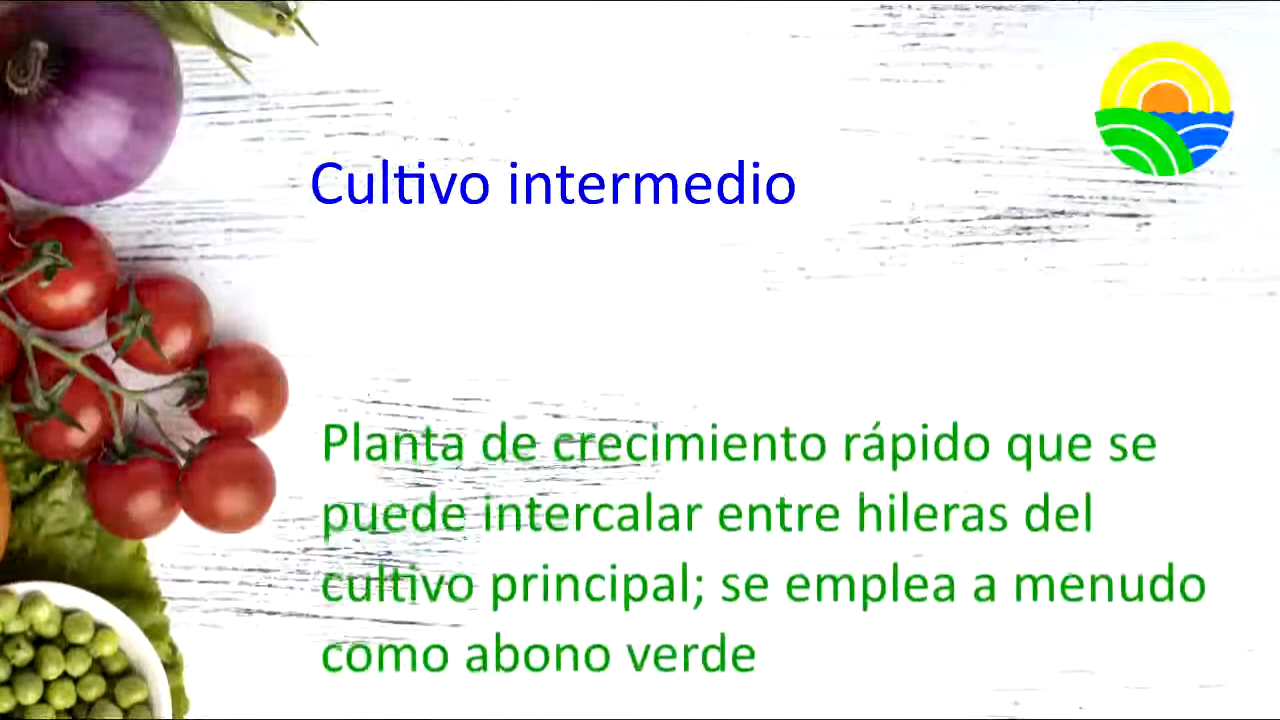 Cultivo intermedio
Planta de crecimiento rápido que se
puede intercalar entre hileras del
cultivo principal, se emplea a menudo
como abono verde